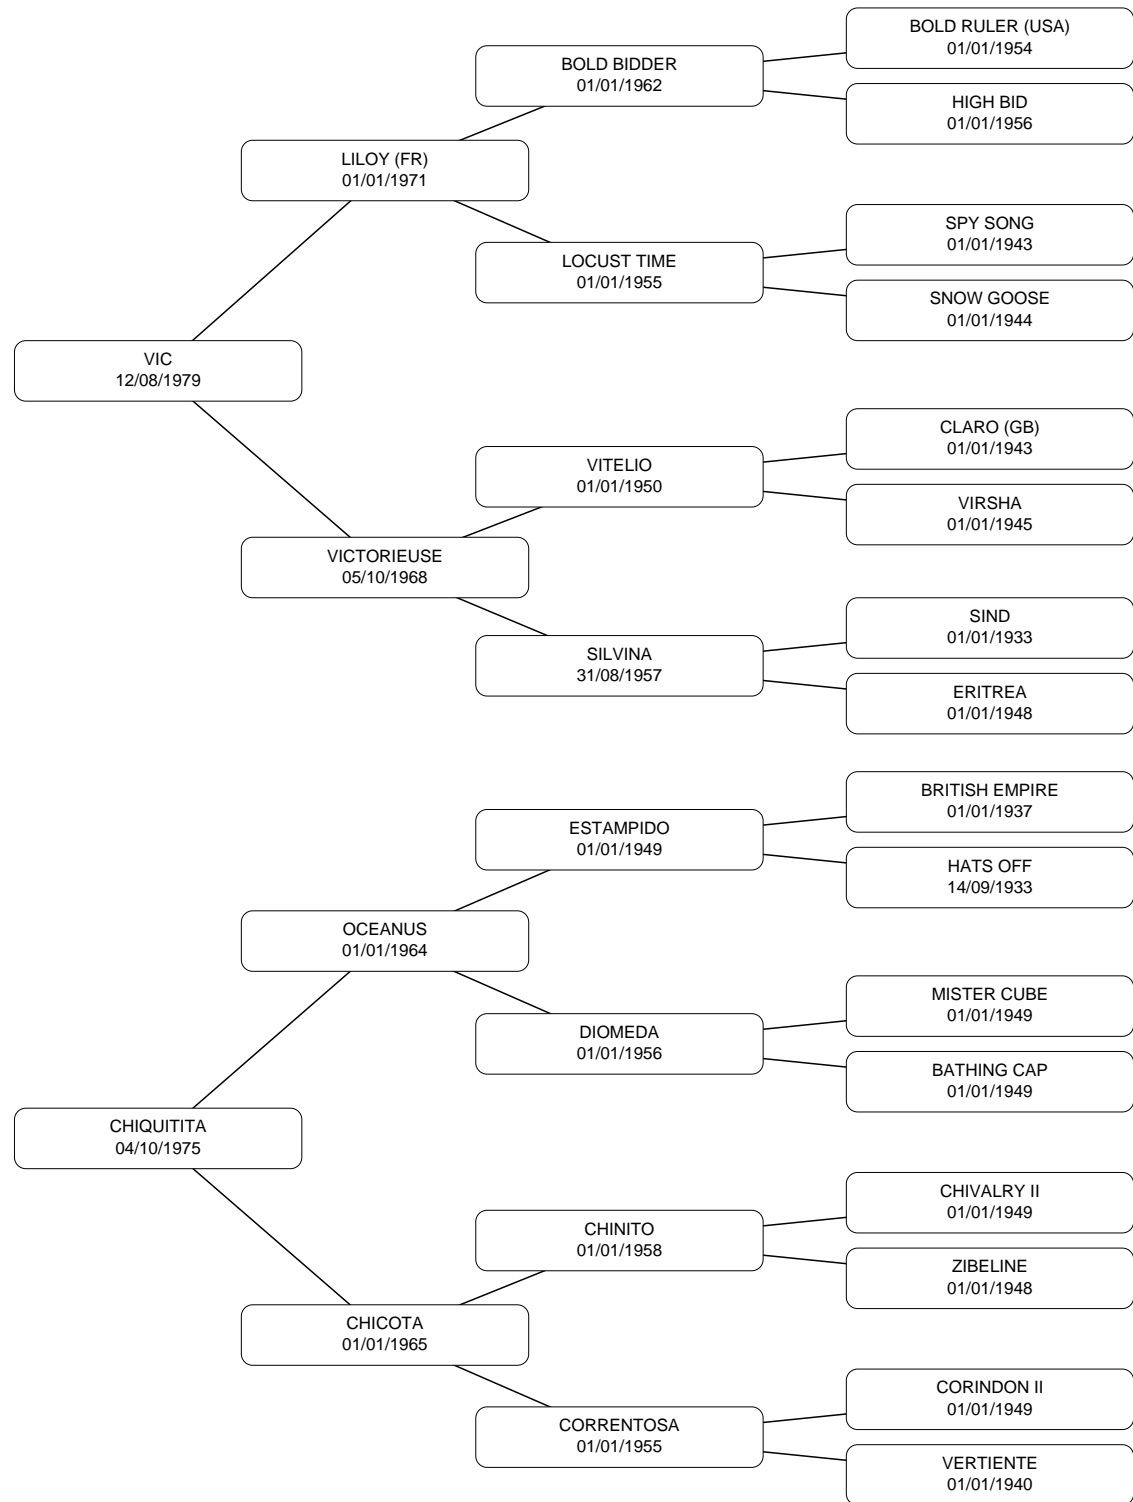 BOLD RULER (USA)
01/01/1954
BOLD BIDDER
01/01/1962
HIGH BID
01/01/1956
LILOY (FR)
01/01/1971
SPY SONG
01/01/1943
LOCUST TIME
01/01/1955
SNOW GOOSE
01/01/1944
VIC
12/08/1979
CLARO (GB)
01/01/1943
VITELIO
01/01/1950
VIRSHA
01/01/1945
VICTORIEUSE
05/10/1968
SIND
01/01/1933
SILVINA
31/08/1957
ERITREA
01/01/1948
BRITISH EMPIRE
01/01/1937
ESTAMPIDO
01/01/1949
HATS OFF
14/09/1933
OCEANUS
01/01/1964
MISTER CUBE
01/01/1949
DIOMEDA
01/01/1956
BATHING CAP
01/01/1949
CHIQUITITA
04/10/1975
CHIVALRY II
01/01/1949
CHINITO
01/01/1958
ZIBELINE
01/01/1948
CHICOTA
01/01/1965
CORINDON II
01/01/1949
CORRENTOSA
01/01/1955
VERTIENTE
01/01/1940